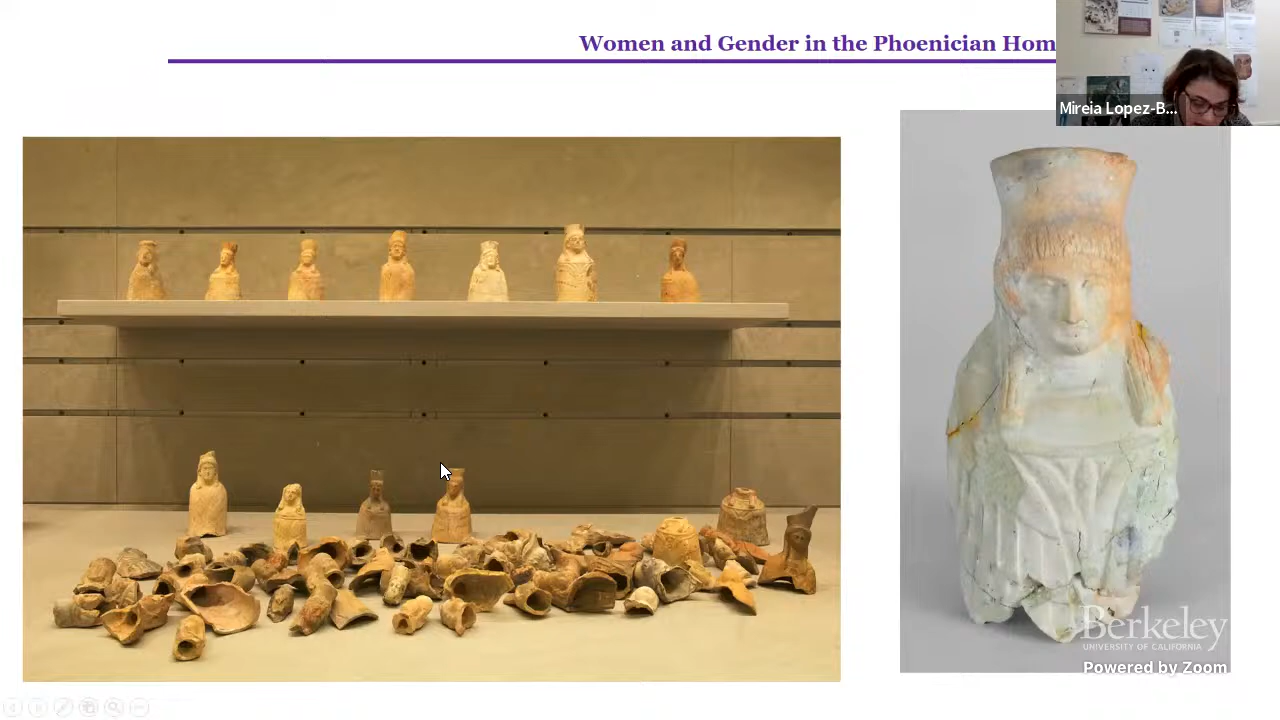 Women and Gender in the Phoenician Hom
Mireia Lopez-B...
Berkeley
UNIVERSITY OF CALIFORNIA
Powered by Zoom